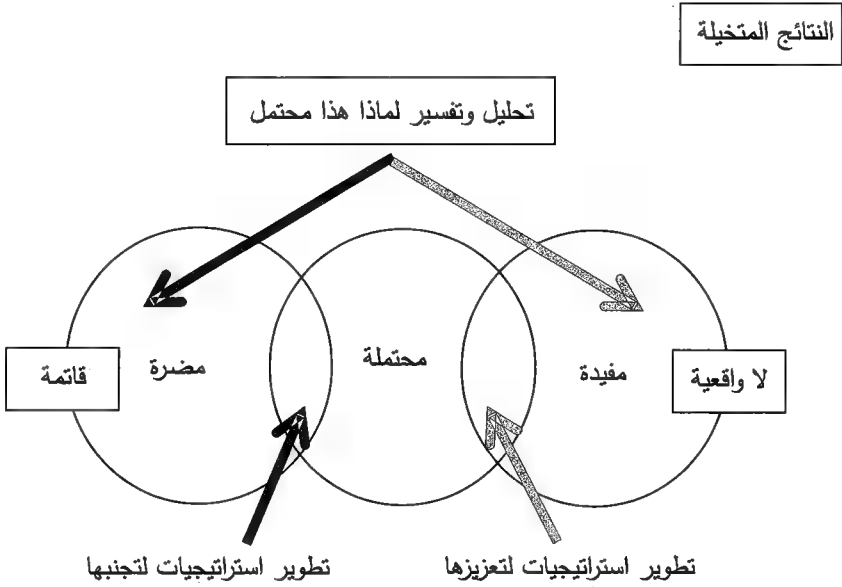 النتائج المتخيلة
تحليل وتفسير لماذا هذا محتمل
لا واقعية
مفيدة
محتملة
مضرة
قاتمة
تطوير استراتيجيات لتعزيزها
تطوير استراتيجيات لتجنبها